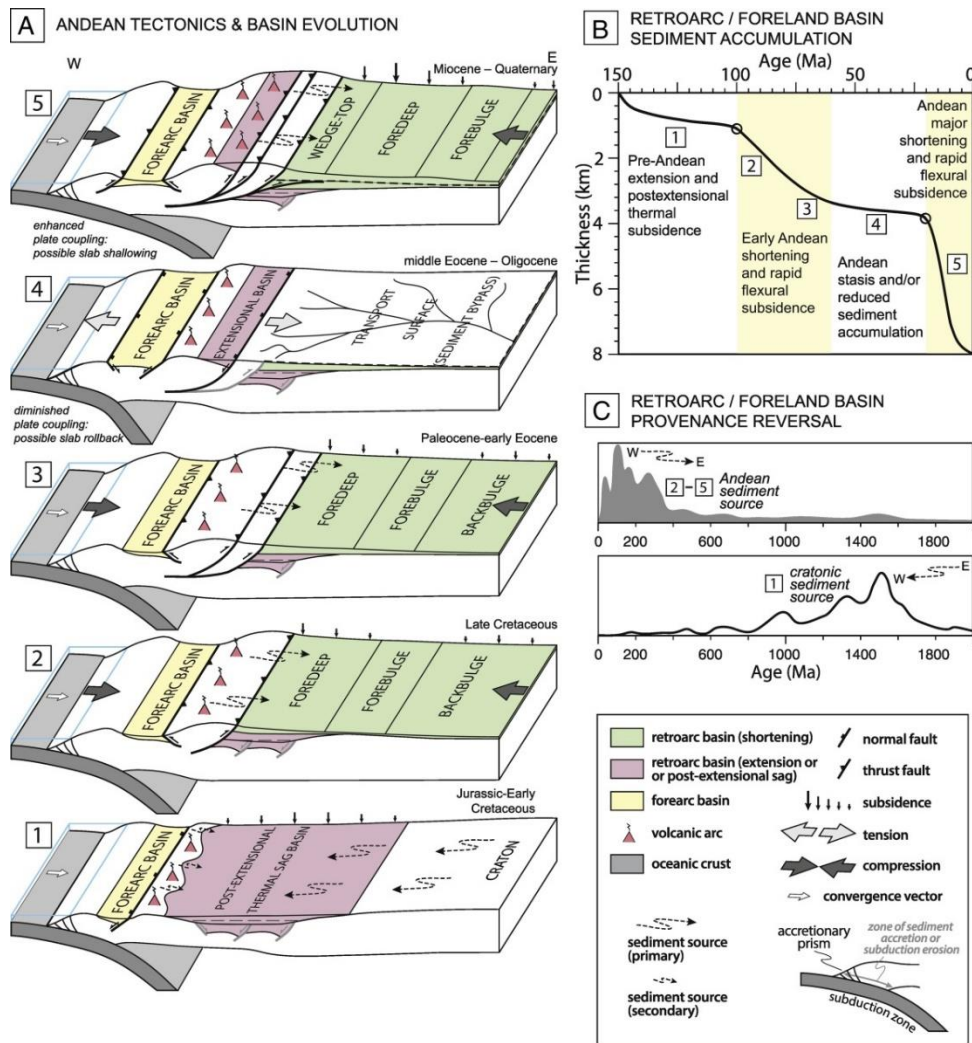 A ANDEAN TECTONICS & BASIN EVOLUTION
W
E
Miocene – Quaternary
5
FOREARC BASIN
WEDGE-TOP
FOREDEEP
FOREBULGE
enhanced
plate coupling:
possible slab shallowing
middle Eocene – Oligocene
4
FOREARC BASIN
EXTENSIONAL BASIN
TRANSPORT
SURFACE
(SEDIMENT BYPASS)
diminished
plate coupling:
possible slab rollback
Paleocene-early Eocene
3
FOREARC BASIN
FOREDEEP
FOREBULGE
BACKBULGE
Late Cretaceous
2
FOREARC BASIN
FOREDEEP
FOREBULGE
BACKBULGE
Jurassic-Early
Cretaceous
1
FOREARC BASIN
POST-EXTENSIONAL
THERMAL SAG BASIN
CRATON
B RETROARC / FORELAND BASIN
SEDIMENT ACCUMULATION
Age (Ma)
150 100 50 0
Thickness (km)
0
2
4
6
8
1
Pre-Andean
extension and
postextensional
thermal
subsidence
2
3
Early Andean
shortening
and rapid
flexural
subsidence
4
Andean
stasis and/or
reduced
sediment
accumulation
Andean
major
shortening
and rapid
flexural
subsidence
5
C RETROARC / FORELAND BASIN
PROVENANCE REVERSAL
W E
2 – 5 Andean
sediment
source
0 200 600 1000 1400 1800
1 cratonic
sediment
source
W E
0 200 600 1000 1400 1800
Age (Ma)
retroarc basin (shortening)
retroarc basin (extension or
or post-extensional sag)
forearc basin
volcanic arc
oceanic crust
normal fault
thrust fault
subsidence
tension
compression
convergence vector
sediment source
(primary)
sediment source
(secondary)
accretionary
prism
zone of sediment
accretion or
subduction erosion
subduction zone